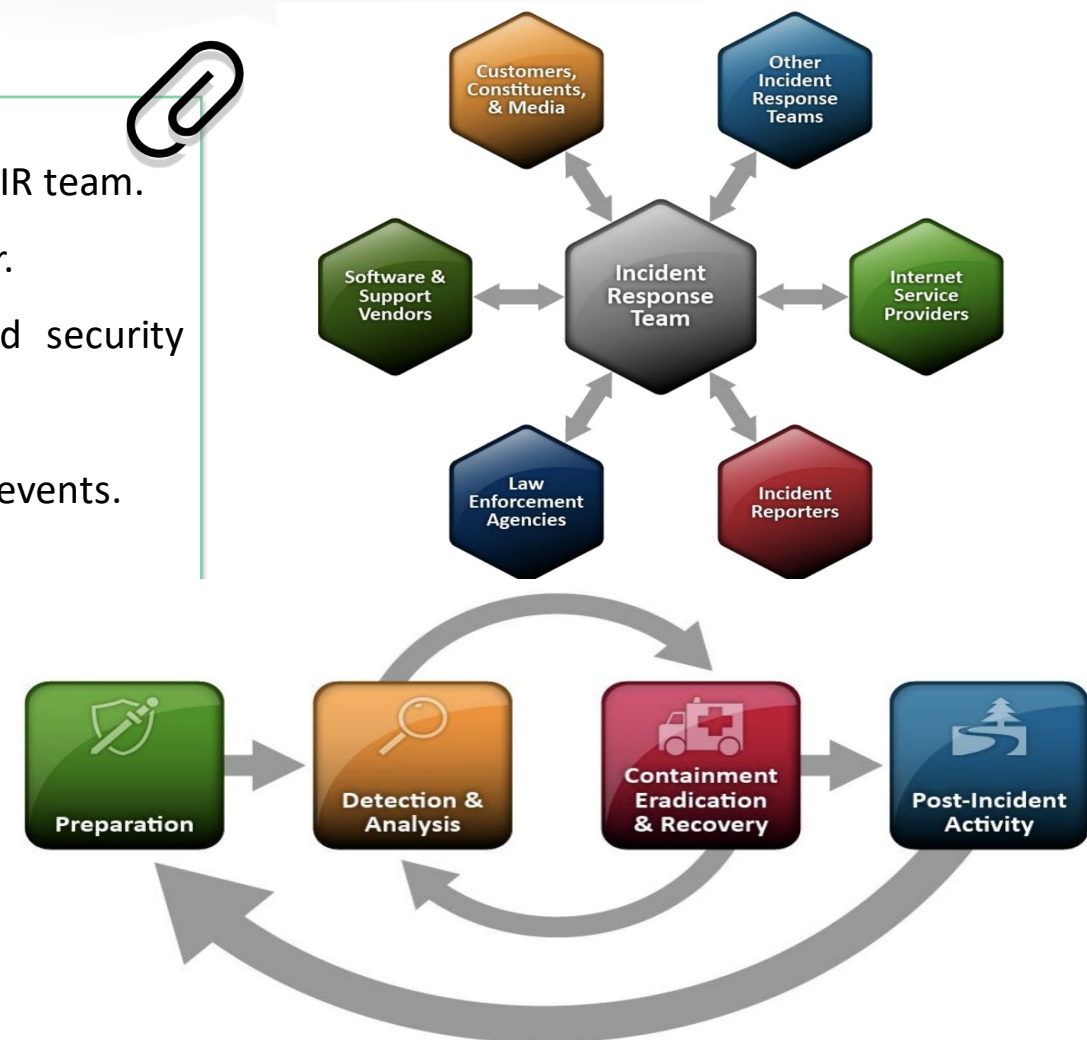 IR team.
r.
d security
events.
Customers,
Constituents,
& Media
Other
Incident
Response
Teams
Software &
Support
Vendors
Incident
Response
Team
Internet
Service
Providers
Law
Enforcement
Agencies
Incident
Reporters
Preparation
Detection &
Analysis
Containment
Eradication
& Recovery
Post-Incident
Activity